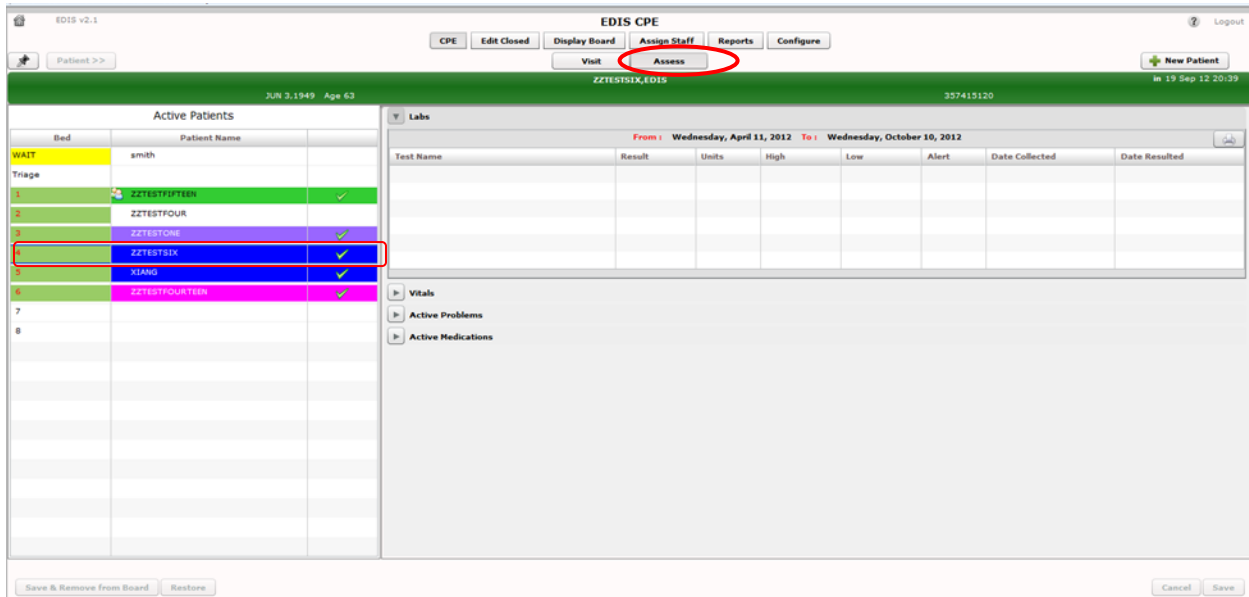 EDIS v2.1 EDIS CPE ? Logout
CPE Edit Closed Display Board Assign Staff Reports Configure
Patient >> Visit Assess New Patient
ZZTESTSIX,EDIS in 19 Sep 12 20:39
JUN 3,1949 Age 63 357415120
Active Patients
Bed Patient Name
WAIT smith
Triage
1 ZZTESTFIFTEEN
2 ZZTESTFOUR
3 ZZTESTONE
4 ZZTESTSIX
5 XIANG
6 ZZTESTFOURTEEN
7
8
Labs
From : Wednesday, April 11, 2012 To : Wednesday, October 10, 2012
Test Name Result Units High Low Alert Date Collected Date Resulted
Vitals
Active Problems
Active Medications
Save & Remove from Board Restore Cancel Save